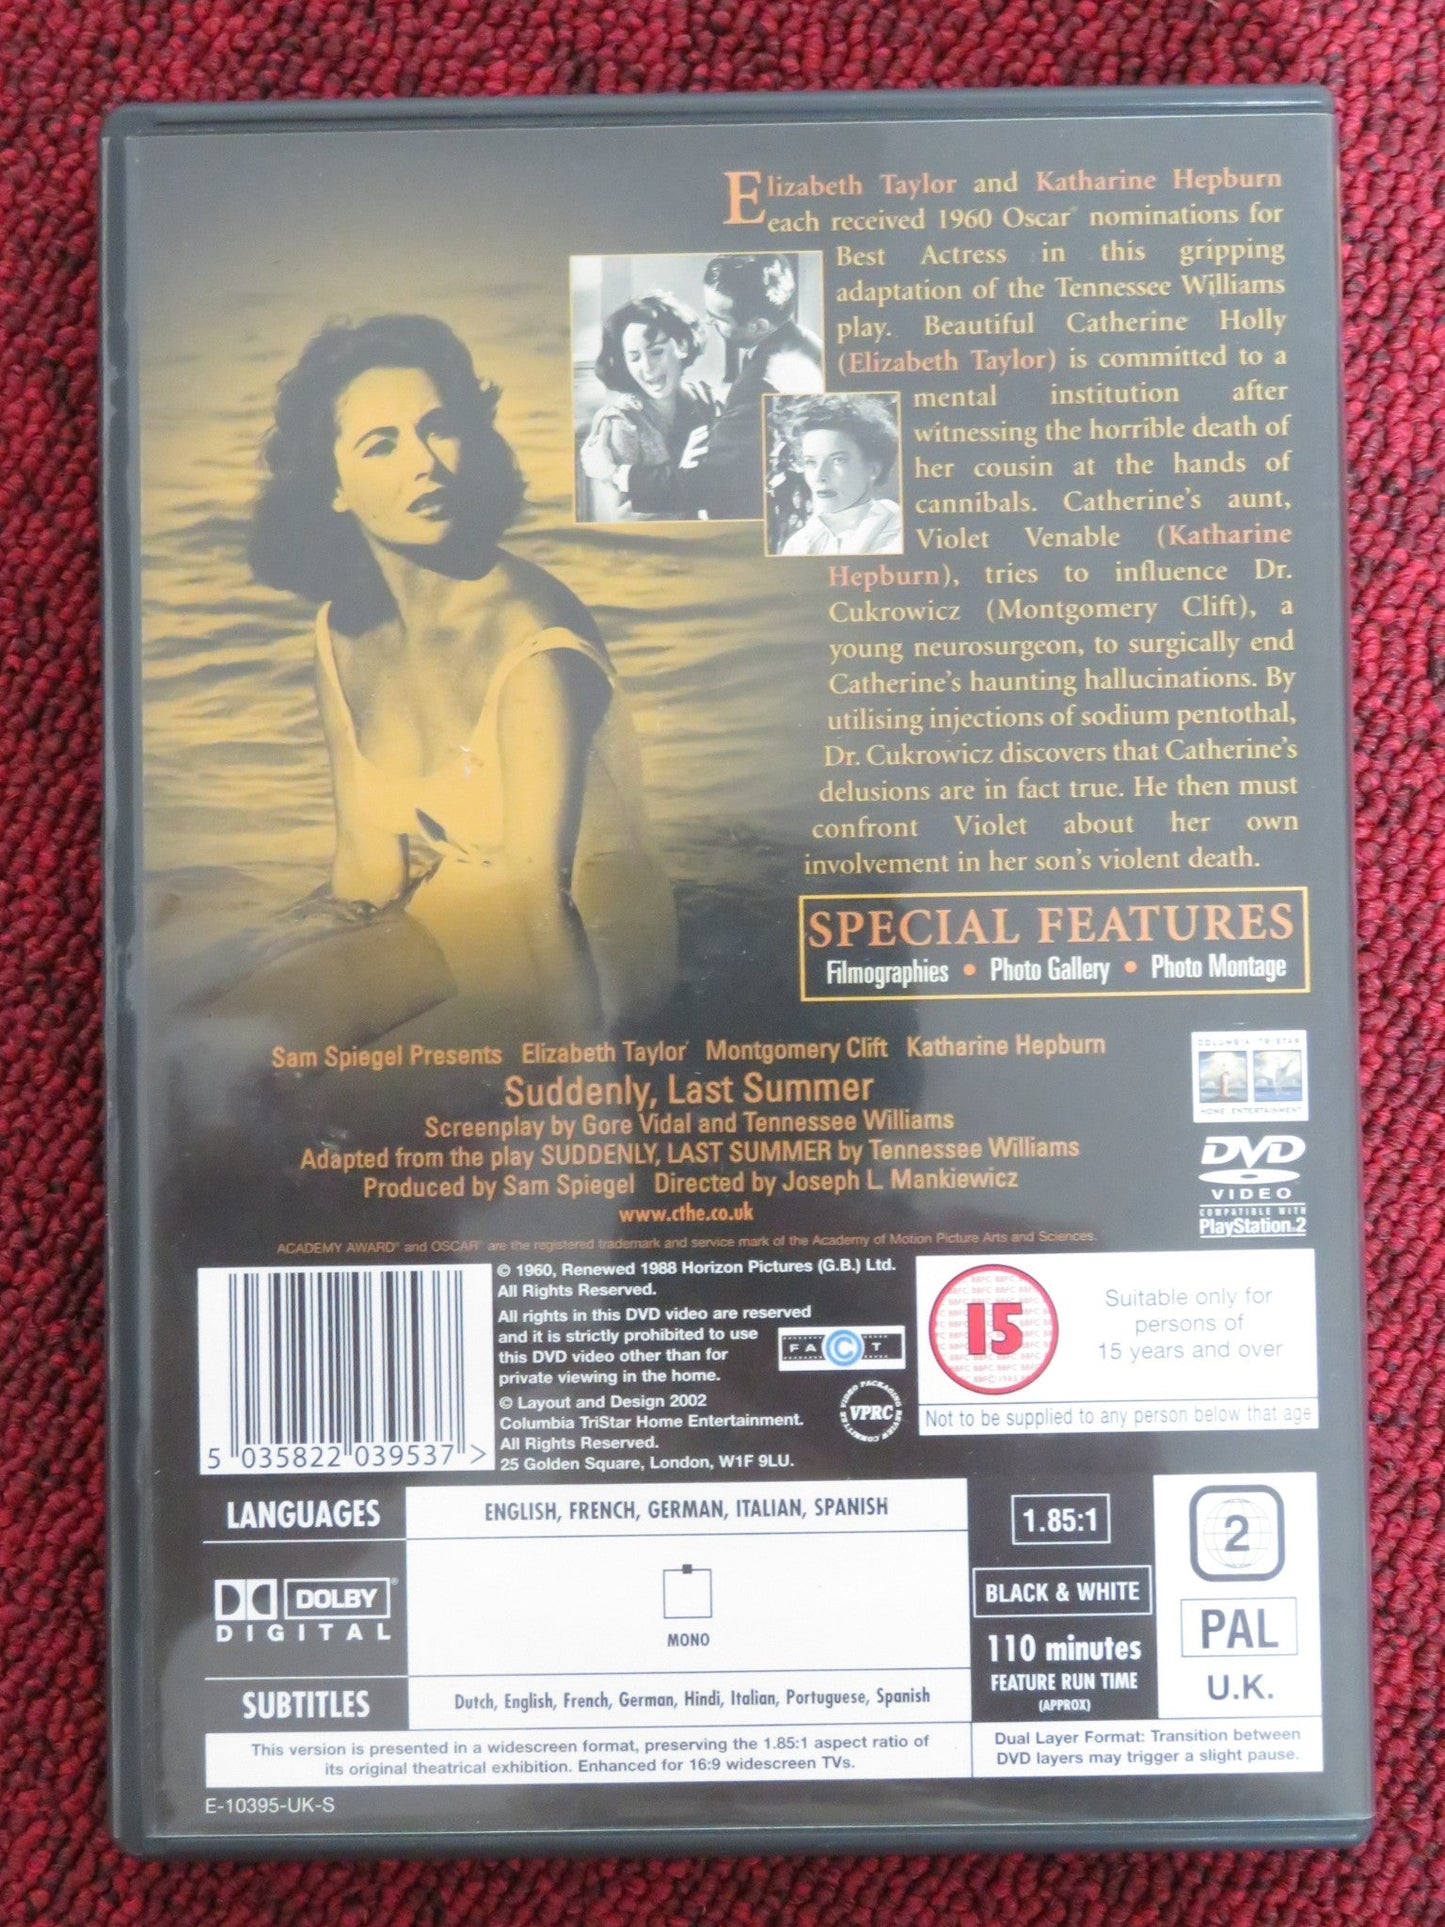 Elizabeth Taylor and Katharine Hepburn
each received 1960 Oscar® nominations for
Best Actress in this gripping
adaptation of the Tennessee Williams
play. Beautiful Catherine Holly
(Elizabeth Taylor) is committed to a
mental institution after
witnessing the horrible death of
her cousin at the hands of
cannibals. Catherine's aunt,
Violet Venable (Katharine
Hepburn), tries to influence Dr.
Cukrowicz (Montgomery Clift), a
young neurosurgeon, to surgically end
Catherine's haunting hallucinations. By
utilising injections of sodium pentothal,
Dr. Cukrowicz discovers that Catherine's
delusions are in fact true. He then must
confront Violet about her own
involvement in her son's violent death.
SPECIAL FEATURES
Filmographies • Photo Gallery • Photo Montage
Sam Spiegel Presents Elizabeth Taylor Montgomery Clift Katharine Hepburn
Suddenly, Last Summer
Screenplay by Gore Vidal and Tennessee Williams
Adapted from the play SUDDENLY, LAST SUMMER by Tennessee Williams
Produced by Sam Spiegel Directed by Joseph L. Mankiewicz
www.cthe.co.uk
ACADEMY AWARD® and OSCAR® are the registered trademark and service mark of the Academy of Motion Picture Arts and Sciences.
COLUMBIA TRISTAR
HOME ENTERTAINMENT
DVD
VIDEO
COMPATIBLE WITH
PlayStation.2
5 035822 039537 >
© 1960, Renewed 1988 Horizon Pictures (G.B.) Ltd.
All Rights Reserved.
All rights in this DVD video are reserved
and it is strictly prohibited to use
this DVD video other than for
private viewing in the home.
© Layout and Design 2002
Columbia TriStar Home Entertainment.
All Rights Reserved.
25 Golden Square, London, W1F 9LU.
FACT
VIDEO PACKAGING REVIEW COMMITTEE
VPRC
15
Suitable only for
persons of
15 years and over
Not to be supplied to any person below that age
LANGUAGES
ENGLISH, FRENCH, GERMAN, ITALIAN, SPANISH
DOLBY®
DIGITAL
MONO
SUBTITLES
Dutch, English, French, German, Hindi, Italian, Portuguese, Spanish
1.85:1
BLACK & WHITE
110 minutes
FEATURE RUN TIME
(APPROX)
2
PAL
U.K.
This version is presented in a widescreen format, preserving the 1.85:1 aspect ratio of
its original theatrical exhibition. Enhanced for 16:9 widescreen TVs.
Dual Layer Format: Transition between
DVD layers may trigger a slight pause.
E-10395-UK-S